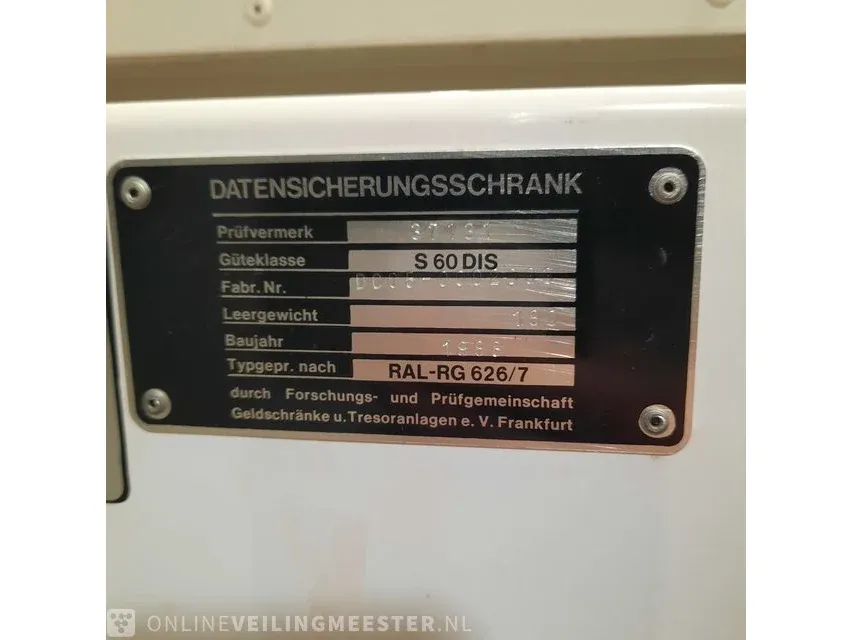 DATENSICHERUNGSSCHRANK
Prüfvermerk
Güteklasse S 60 DIS
Fabr. Nr.
Leergewicht
Baujahr
Typgepr. nach RAL-RG 626/7
durch Forschungs- und Prüfgemeinschaft
Geldschränke u. Tresoranlagen e. V. Frankfurt
ONLINEVEILINGMEESTER.NL